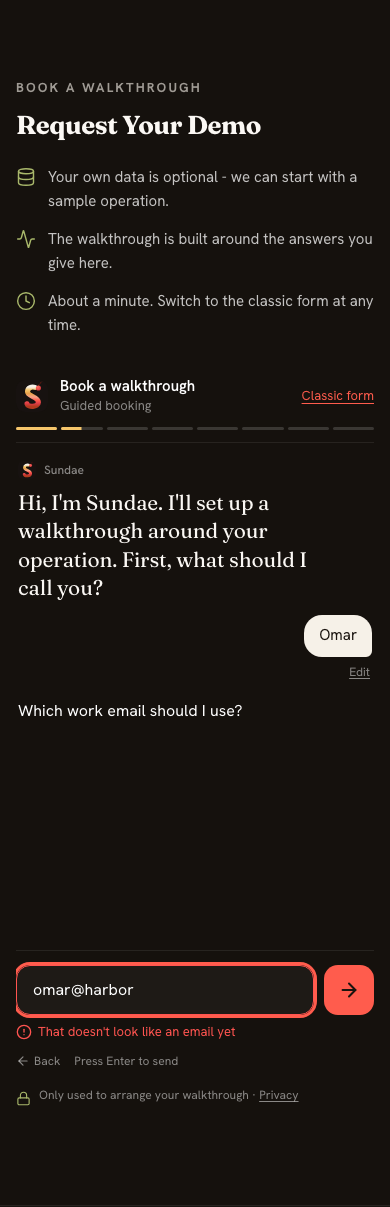 BOOK A WALKTHROUGH
Request Your Demo
Your own data is optional - we can start with a
sample operation.
The walkthrough is built around the answers you
give here.
About a minute. Switch to the classic form at any
time.
Book a walkthrough
Guided booking
Classic form
Sundae
Hi, I'm Sundae. I'll set up a
walkthrough around your
operation. First, what should I
call you?
Omar
Edit
Which work email should I use?
omar@harbor
That doesn't look like an email yet
Back
Press Enter to send
Only used to arrange your walkthrough · Privacy